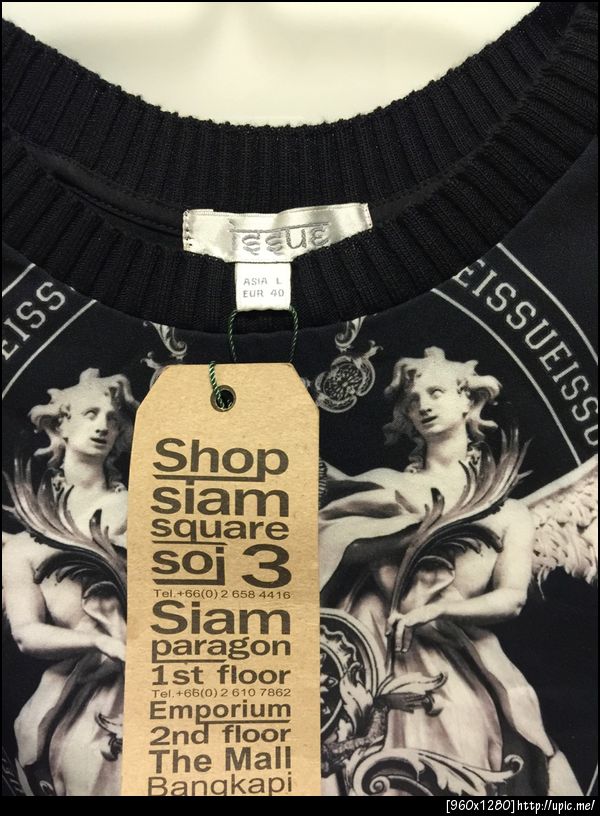 issue
ASIA L
EUR 40
EISS
EISSUEISSU
Shop
siam
square
soi 3
Tel.+66(0) 2 658 4416
Siam
paragon
1st floor
Tel.+66(0) 2 610 7862
Emporium
2nd floor
The Mall
Bangkapi
[960x1280] http://upic.me/